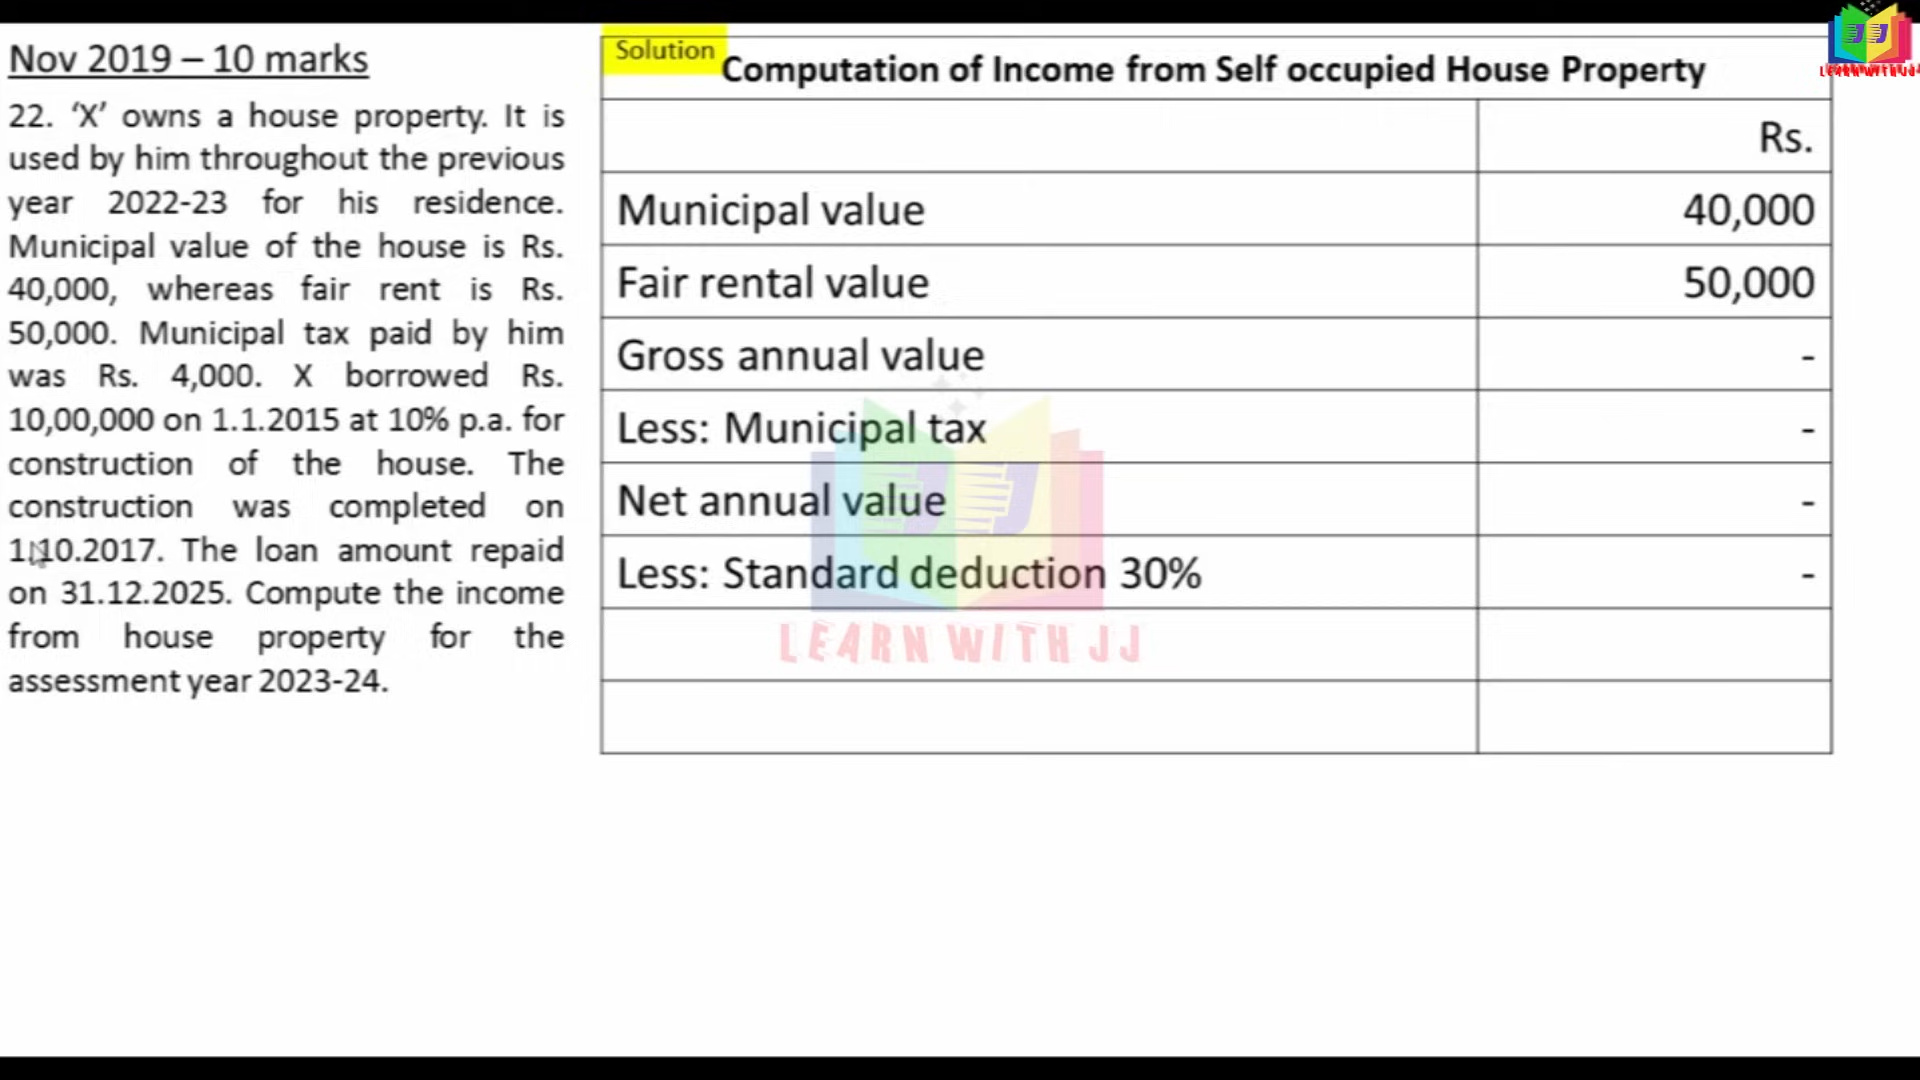 Nov 2019 – 10 marks
22. ‘X’ owns a house property. It is
used by him throughout the previous
year 2022-23 for his residence.
Municipal value of the house is Rs.
40,000, whereas fair rent is Rs.
50,000. Municipal tax paid by him
was Rs. 4,000. X borrowed Rs.
10,00,000 on 1.1.2015 at 10% p.a. for
construction of the house. The
construction was completed on
1.10.2017. The loan amount repaid
on 31.12.2025. Compute the income
from house property for the
assessment year 2023-24.
Solution
Computation of Income from Self occupied House Property
Rs.
Municipal value 40,000
Fair rental value 50,000
Gross annual value -
Less: Municipal tax -
Net annual value -
Less: Standard deduction 30% -
LEARN WITH JJ
JJ
LEARN WITH JJ